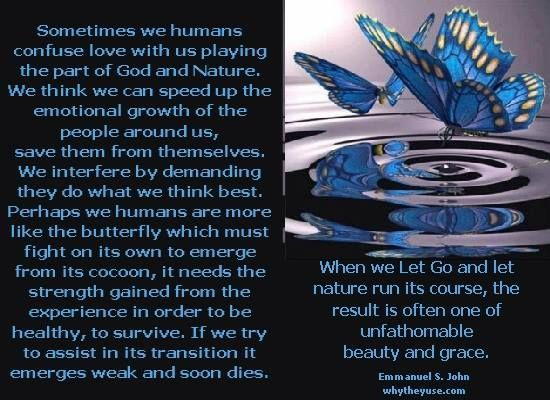 Sometimes we humans
confuse love with us playing
the part of God and Nature.
We think we can speed up the
emotional growth of the
people around us,
save them from themselves.
We interfere by demanding
they do what we think best.
Perhaps we humans are more
like the butterfly which must
fight on its own to emerge
from its cocoon, it needs the
strength gained from the
experience in order to be
healthy, to survive. If we try
to assist in its transition it
emerges weak and soon dies.
When we Let Go and let
nature run its course, the
result is often one of
unfathomable
beauty and grace.
Emmanuel S. John
whytheyuse.com